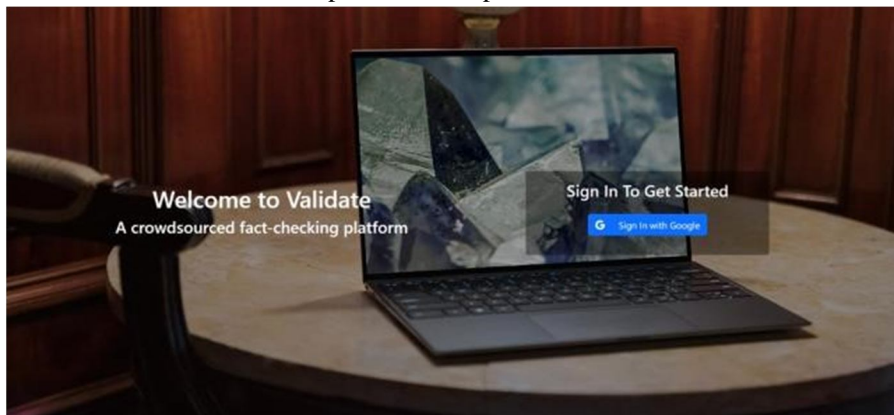 Welcome to Validate
A crowdsourced fact-checking platform
Sign In To Get Started
G Sign In with Google